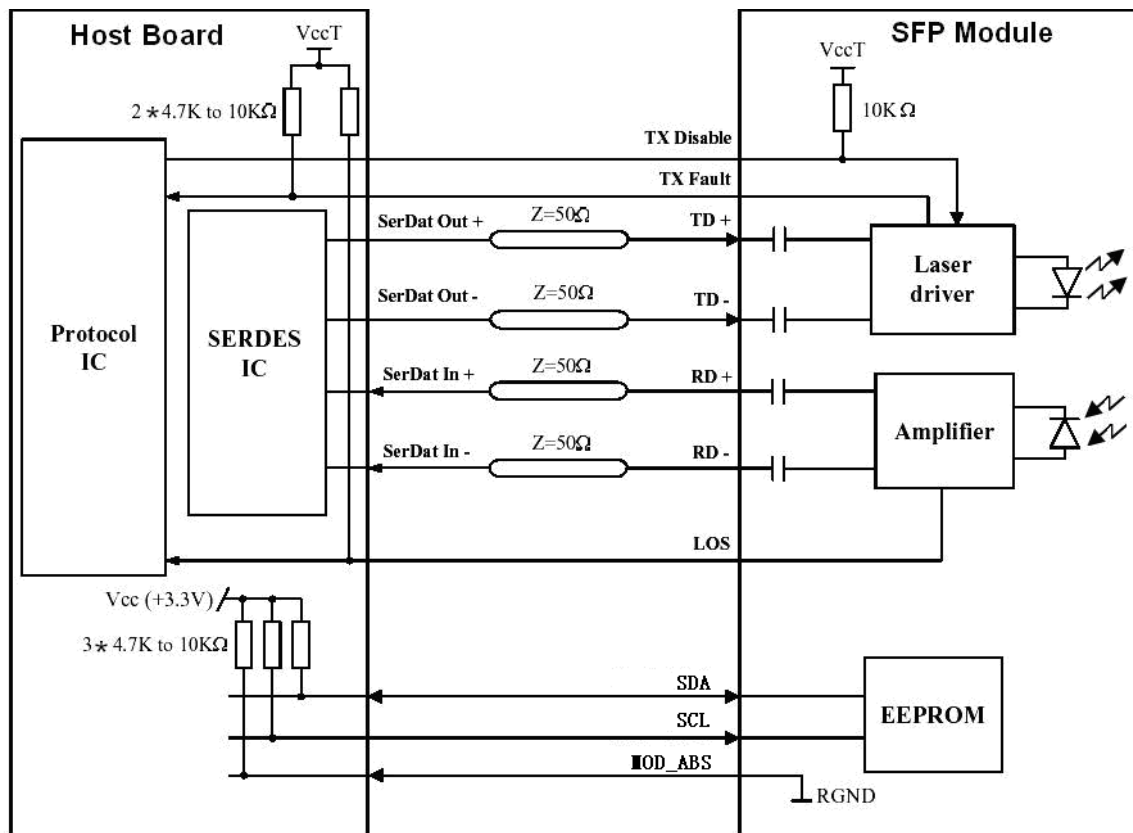 Host Board
SFP Module
VccT
VccT
2*4.7K to 10KΩ
10KΩ
TX Disable
TX Fault
SerDat Out +
Z=50Ω
TD +
SerDat Out -
Z=50Ω
TD -
Laser
driver
Protocol
IC
SERDES
IC
SerDat In +
Z=50Ω
RD +
SerDat In -
Z=50Ω
RD -
Amplifier
LOS
Vcc (+3.3V)
3*4.7K to 10KΩ
SDA
SCL
MOD_ABS
EEPROM
RGND